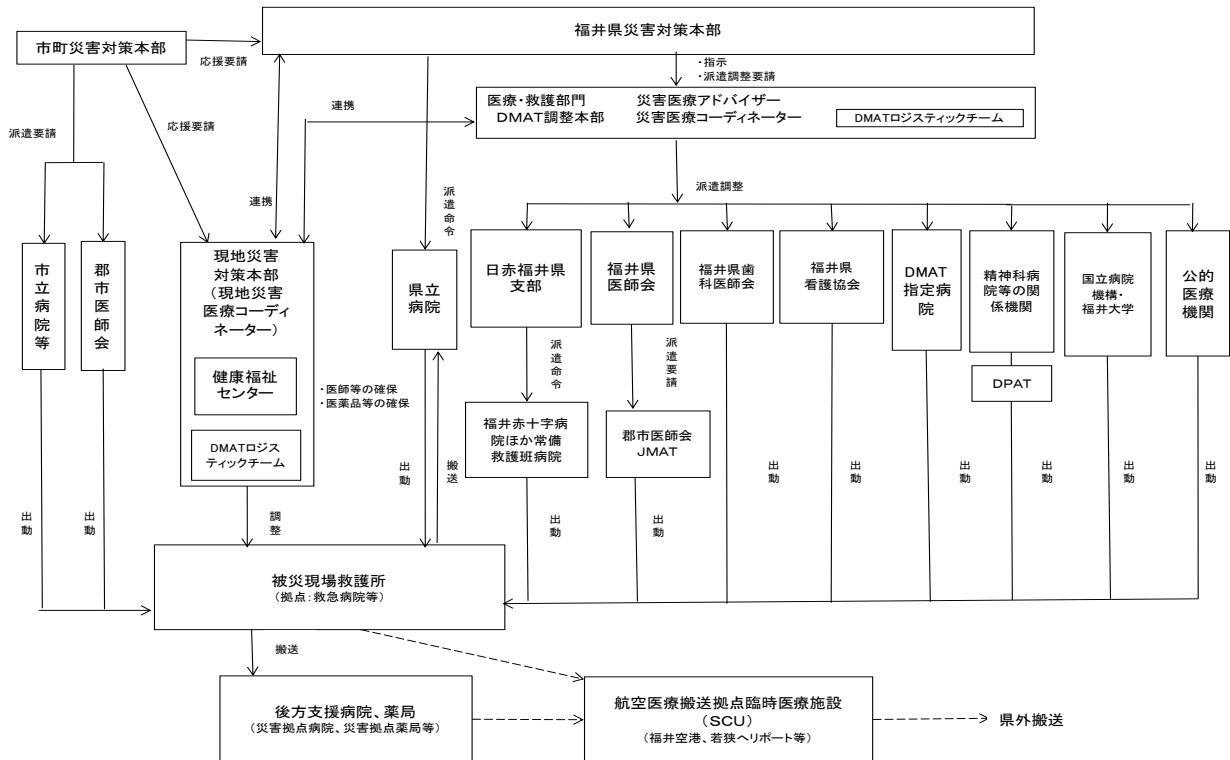 福井県災害対策本部
市町災害対策本部
応援要請
・指示
・派遣調整要請
医療・救護部門 災害医療アドバイザー
DMAT調整本部 災害医療コーディネーター
DMATロジスティックチーム
連携
派遣要請
応援要請
派遣調整
連携
派遣命令
市立病院等
郡市医師会
現地災害
対策本部
(現地災害
医療コーディ
ネーター)
健康福祉
センター
DMATロジス
ティックチーム
・医師等の確保
・医薬品等の確保
県立
病院
日赤福井県
支部
福井県
医師会
福井県歯
科医師会
福井県
看護協会
DMAT
指定病
院
精神科病
院等の関
係機関
国立病院
機構・
福井大学
公的
医療
機関
派遣命令
派遣要請
DPAT
福井赤十字病
院ほか常備
救護班病院
郡市医師会
JMAT
出動
出動
調整
出動
搬送
出動
出動
出動
出動
出動
出動
出動
出動
被災現場救護所
(拠点:救急病院等)
搬送
後方支援病院、薬局
(災害拠点病院、災害拠点薬局等)
航空医療搬送拠点臨時医療施設
(SCU)
(福井空港、若狭ヘリポート等)
県外搬送